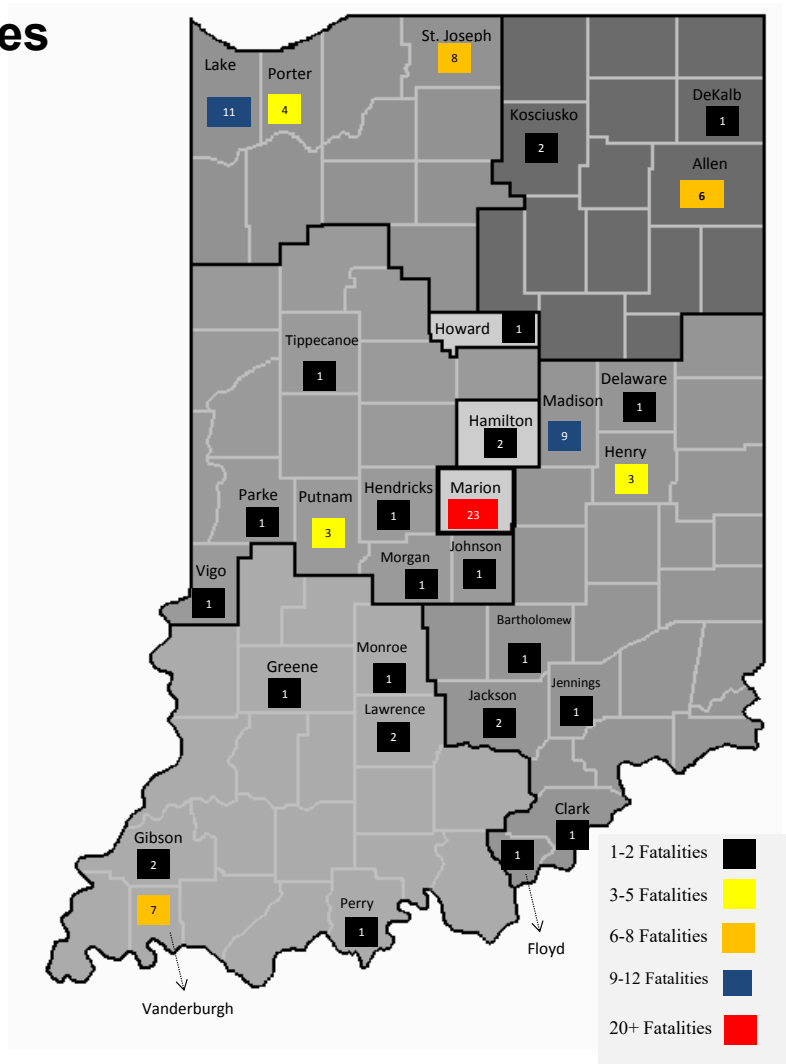 es
St. Joseph
8
Lake
Porter
11
4
DeKalb
1
Kosciusko
2
Allen
6
Howard
1
Tippecanoe
1
Delaware
1
Madison
9
Hamilton
2
Henry
3
Parke
1
Putnam
3
Hendricks
1
Marion
23
Johnson
1
Morgan
1
Vigo
1
Bartholomew
1
Monroe
1
Greene
1
Jennings
1
Jackson
2
Lawrence
2
Clark
1
1
Floyd
Gibson
2
7
Vanderburgh
Perry
1
1-2 Fatalities
3-5 Fatalities
6-8 Fatalities
9-12 Fatalities
20+ Fatalities